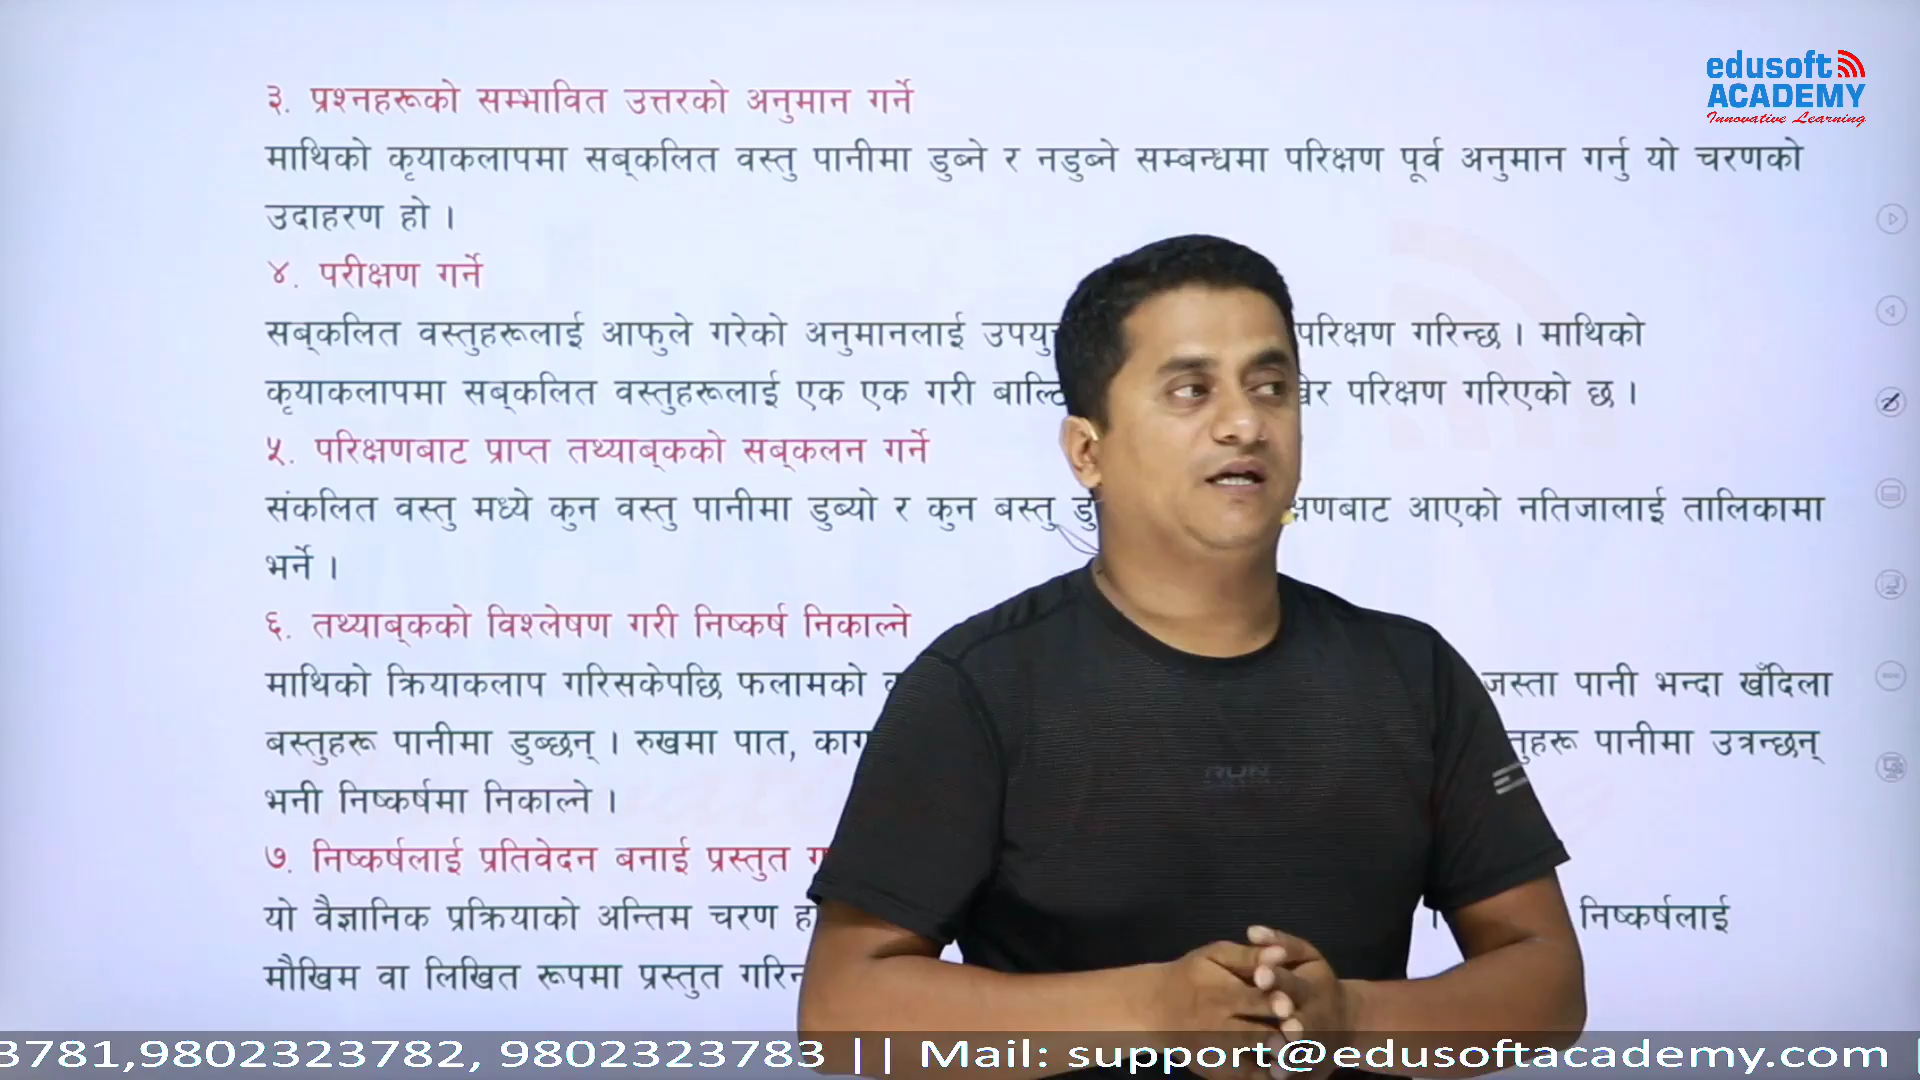 edusoft
ACADEMY
Innovative Learning
३. प्रश्नहरूको सम्भावित उत्तरको अनुमान गर्ने
माथिको कृयाकलापमा सब्कलित वस्तु पानीमा डुब्ने र नडुब्ने सम्बन्धमा परिक्षण पूर्व अनुमान गर्नु यो चरणको
उदाहरण हो ।
४. परीक्षण गर्ने
सब्कलित वस्तुहरूलाई आफुले गरेको अनुमानलाई परिक्षण गरिन्छ । माथिको
कृयाकलापमा सब्कलित वस्तुहरूलाई एक एक गरी परिक्षण गरिएको छ ।
५. परिक्षणबाट प्राप्त तथ्याब्कको सब्कलन गर्ने
संकलित वस्तु मध्ये कुन वस्तु पानीमा डुब्यो र कुन बस्तु आएको नतिजालाई तालिकामा
भर्ने ।
६. तथ्याब्कको विश्लेषण गरी निष्कर्ष निकाल्ने
माथिको क्रियाकलाप गरिसकेपछि फलामको जस्ता पानी भन्दा खँदिला
बस्तुहरू पानीमा डुब्छन् । रुखमा पात, पानीमा उत्रन्छन्
भनी निष्कर्षमा निकाल्ने ।
७. निष्कर्षलाई प्रतिवेदन बनाई प्रस्तुत
यो वैज्ञानिक प्रक्रियाको अन्तिम चरण निष्कर्षलाई
मौखिम वा लिखित रूपमा प्रस्तुत
3781,9802323782, 9802323783 || Mail: support@edusoftacademy.com